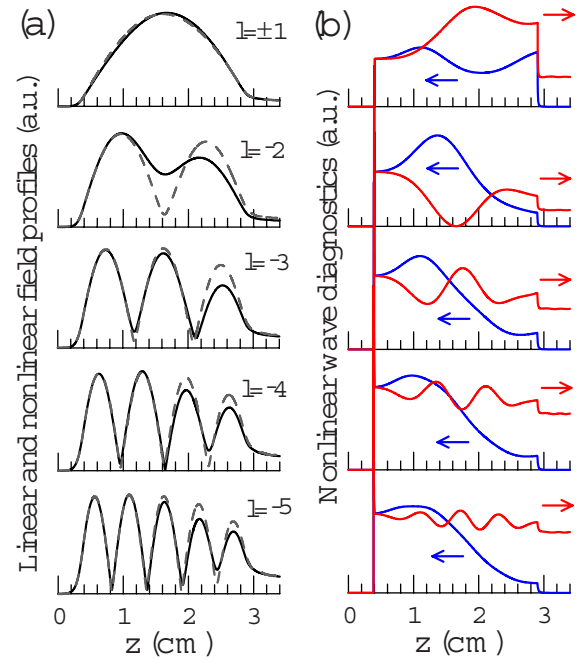 (a)
l=±1
l=-2
l=-3
l=-4
l=-5
Linear and nonlinear field profiles (a.u.)
0 1 2 3
z (cm)
(b)
Nonlinear wave diagnostics (a.u.)
0 1 2 3
z (cm)